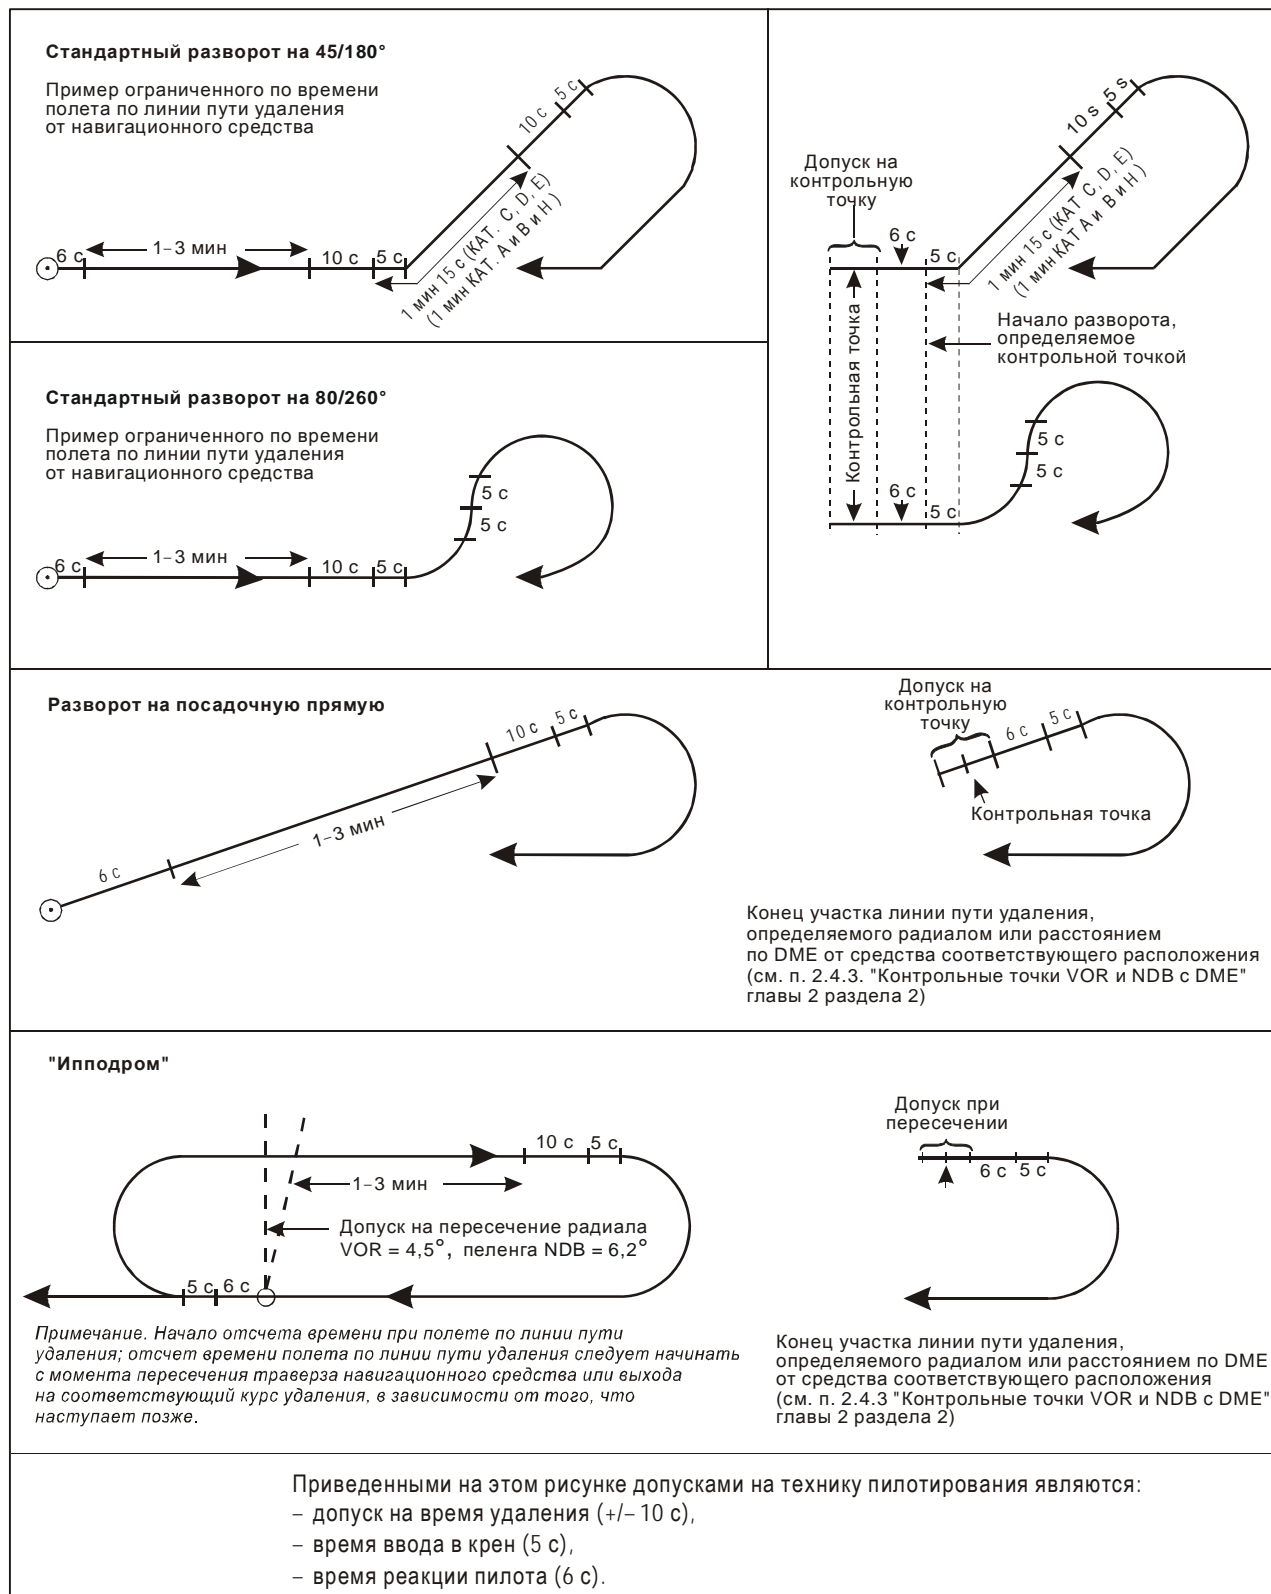 Стандартный разворот на 45/180°
Пример ограниченного по времени
полета по линии пути удаления
от навигационного средства
6 с
1–3 мин
10 с
5 с
10 с
5 с
1 мин 15 с (КАТ. C, D, E)
(1 мин КАТ. А и В и Н )
Допуск на
контрольную
точку
6 с
5 с
10 s
5 s
1 мин 15 с (КАТ C, D, E)
(1 мин КАТ А и В и Н )
Контрольная точка
Начало разворота,
определяемое
контрольной точкой
5 с
5 с
6 с
5 с
Стандартный разворот на 80/260°
Пример ограниченного по времени
полета по линии пути удаления
от навигационного средства
5 с
5 с
6 с
1–3 мин
10 с
5 с
Разворот на посадочную прямую
6 с
1–3 мин
10 с
5 с
Допуск на
контрольную
точку
6 с
5 с
Контрольная точка
Конец участка линии пути удаления,
определяемого радиалом или расстоянием
по DME от средства соответствующего расположения
(см. п. 2.4.3. "Контрольные точки VOR и NDB с DME"
главы 2 раздела 2)
"Ипподром"
10 с
5 с
1–3 мин
Допуск на пересечение радиала
VOR = 4,5°, пеленга NDB = 6,2°
5 с
6 с
Допуск при
пересечении
6 с
5 с
Примечание. Начало отсчета времени при полете по линии пути
удаления; отсчет времени полета по линии пути удаления следует начинать
с момента пересечения траверза навигационного средства или выхода
на соответствующий курс удаления, в зависимости от того, что
наступает позже.
Конец участка линии пути удаления,
определяемого радиалом или расстоянием по DME
от средства соответствующего расположения
(см. п. 2.4.3 "Контрольные точки VOR и NDB с DME"
главы 2 раздела 2)
Приведенными на этом рисунке допусками на технику пилотирования являются:
– допуск на время удаления (+/– 10 с),
– время ввода в крен (5 с),
– время реакции пилота (6 с).